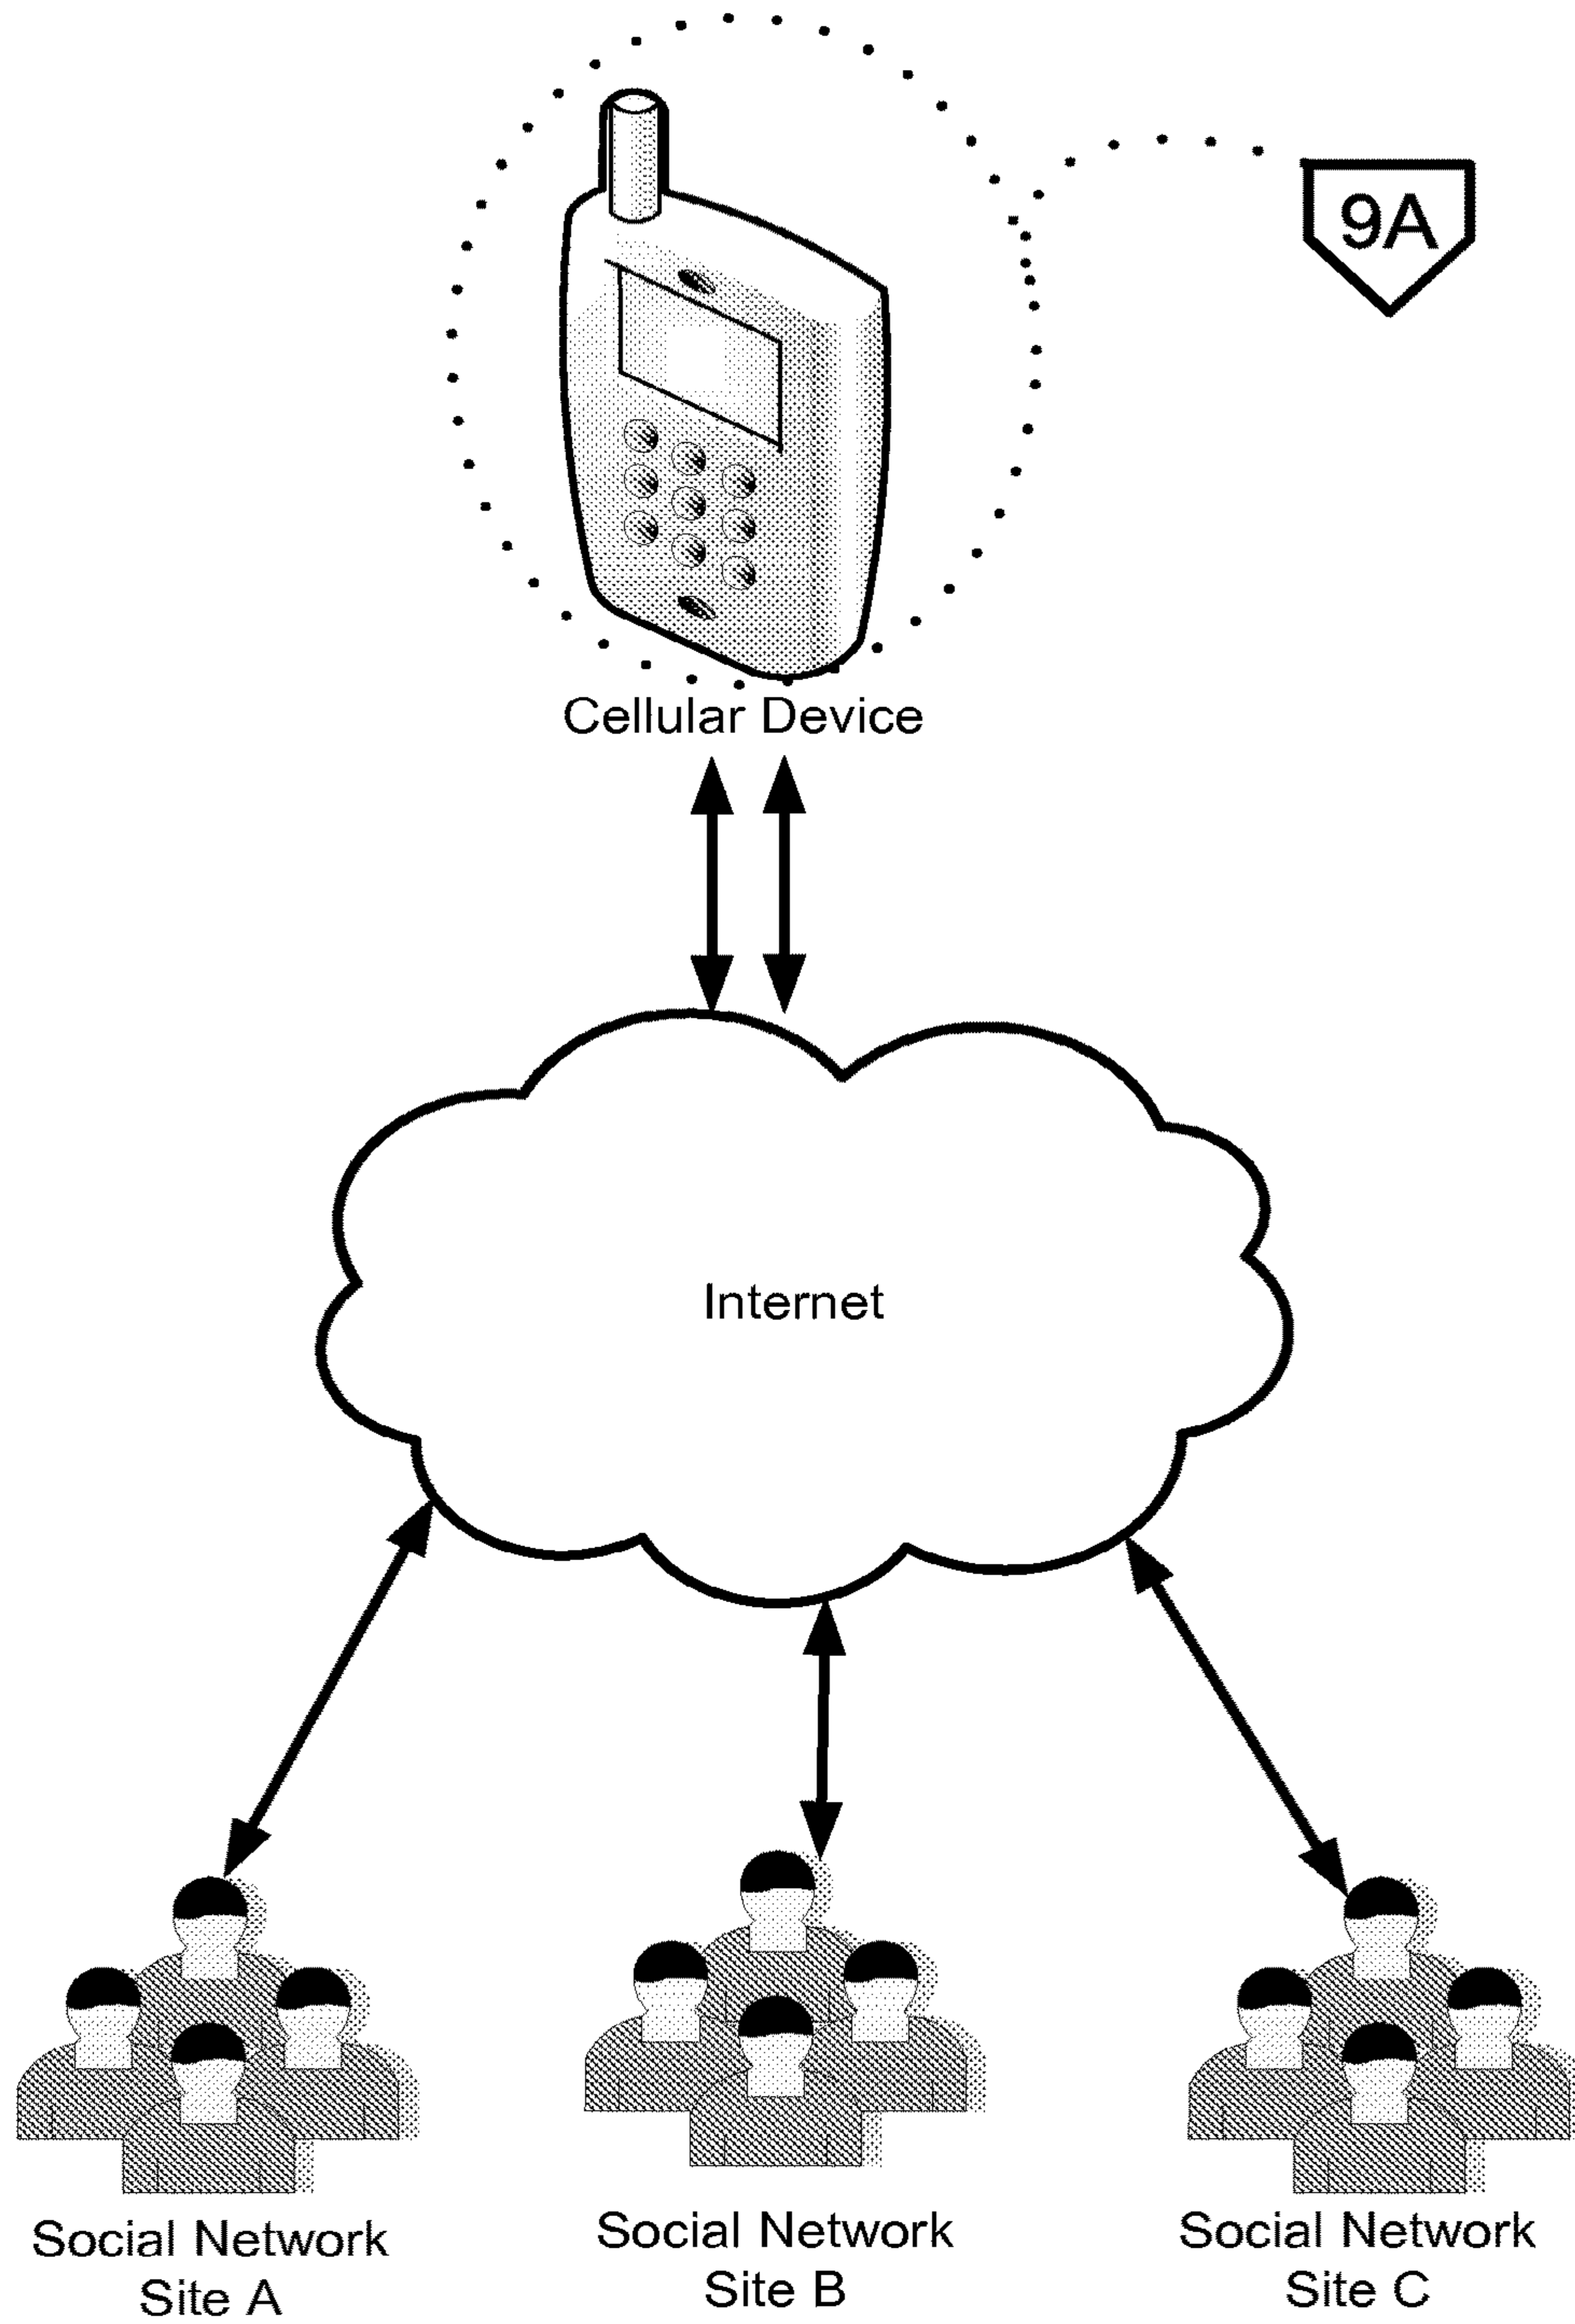 9A
Cellular Device
Internet
Social Network
Site A
Social Network
Site B
Social Network
Site C